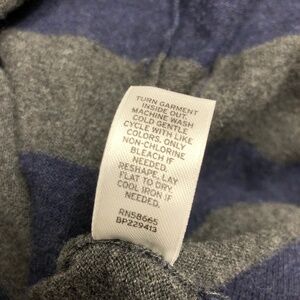 TURN GARMENT
INSIDE OUT.
MACHINE WASH
COLD GENTLE
CYCLE WITH LIKE
COLORS. ONLY
NON-CHLORINE
BLEACH IF
NEEDED.
RESHAPE, LAY
FLAT TO DRY.
COOL IRON IF
NEEDED.
RN58665
BP229413